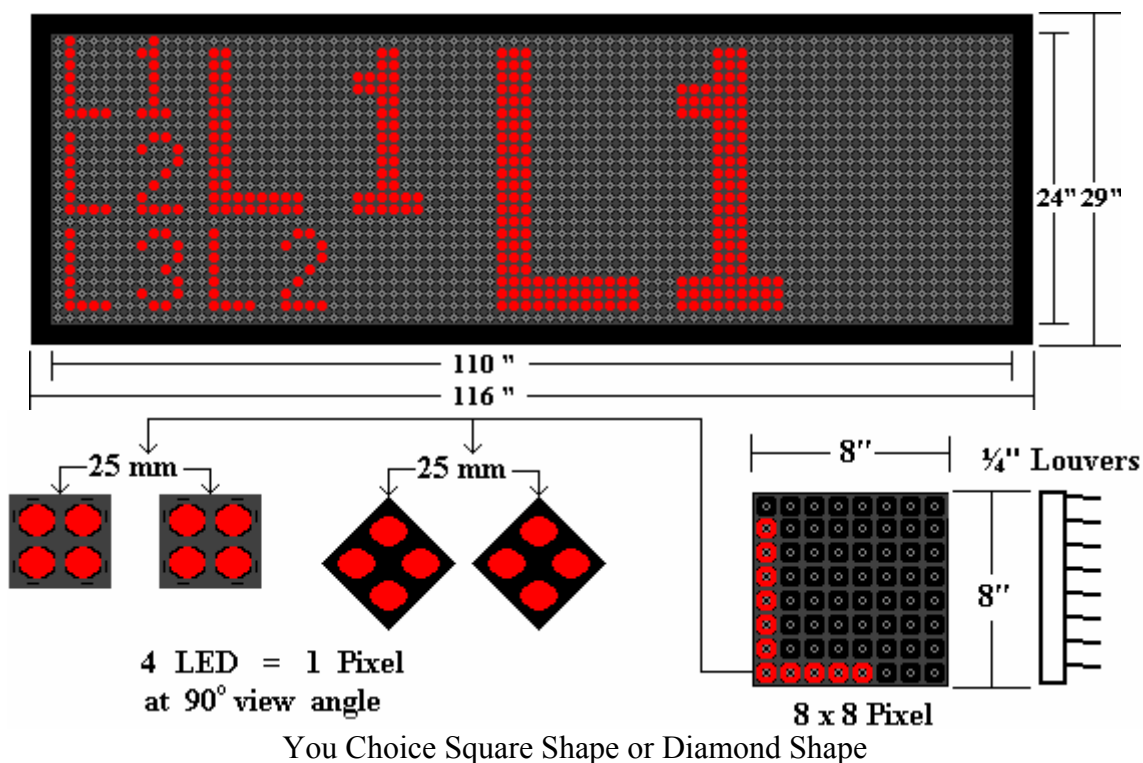 L1 L1 L1
L2
L3 L2
24" 29"
110 "
116 "
25 mm 25 mm 8" ¼" Louvers
8"
4 LED = 1 Pixel
at 90° view angle
8 x 8 Pixel
You Choice Square Shape or Diamond Shape